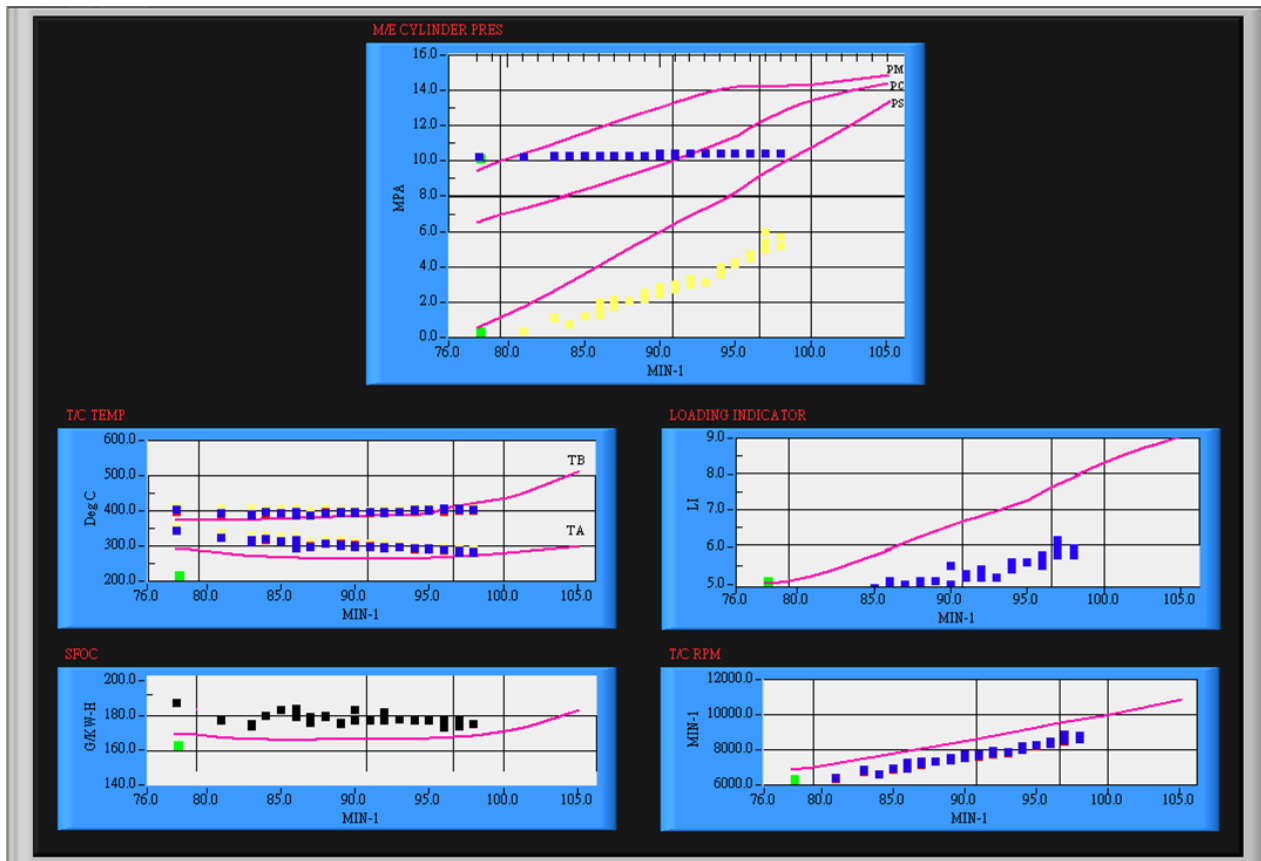 M/E CYLINDER PRES
16.0
14.0
12.0
10.0
8.0
6.0
4.0
2.0
0.0
MPA
PM
PC
PS
76.0 80.0 85.0 90.0 95.0 100.0 105.0
MIN-1
T/C TEMP
600.0
500.0
400.0
300.0
200.0
Deg C
TB
TA
76.0 80.0 85.0 90.0 95.0 100.0 105.0
MIN-1
LOADING INDICATOR
9.0
8.0
7.0
6.0
5.0
LI
76.0 80.0 85.0 90.0 95.0 100.0 105.0
MIN-1
SFOC
200.0
180.0
160.0
140.0
G/KW-H
76.0 80.0 85.0 90.0 95.0 100.0 105.0
MIN-1
T/C RPM
12000.0
10000.0
8000.0
6000.0
MIN-1
76.0 80.0 85.0 90.0 95.0 100.0 105.0
MIN-1